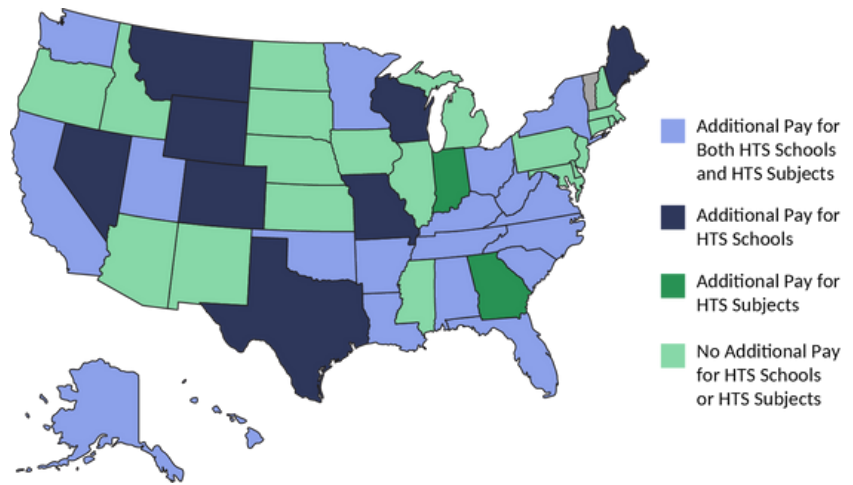 Additional Pay for
Both HTS Schools
and HTS Subjects
Additional Pay for
HTS Schools
Additional Pay for
HTS Subjects
No Additional Pay
for HTS Schools
or HTS Subjects